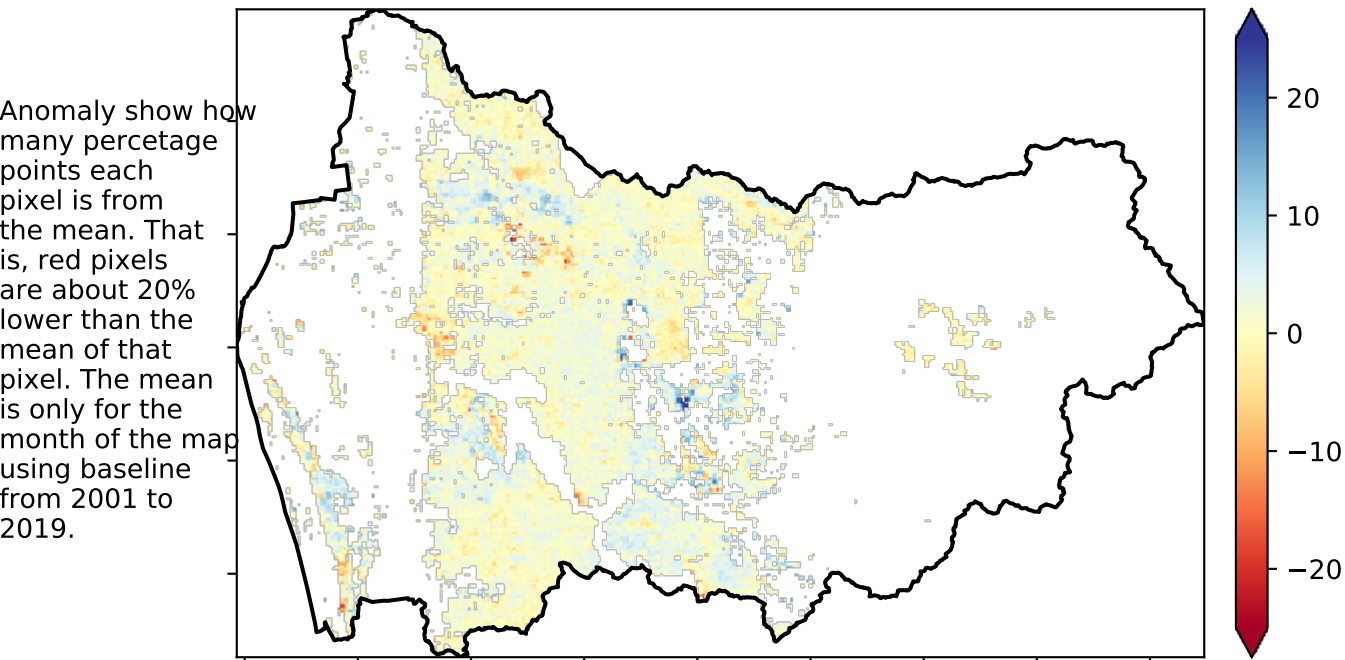 Anomaly show how
many percetage
points each
pixel is from
the mean. That
is, red pixels
are about 20%
lower than the
mean of that
pixel. The mean
is only for the
month of the map
using baseline
from 2001 to
2019.
20
10
0
−10
−20